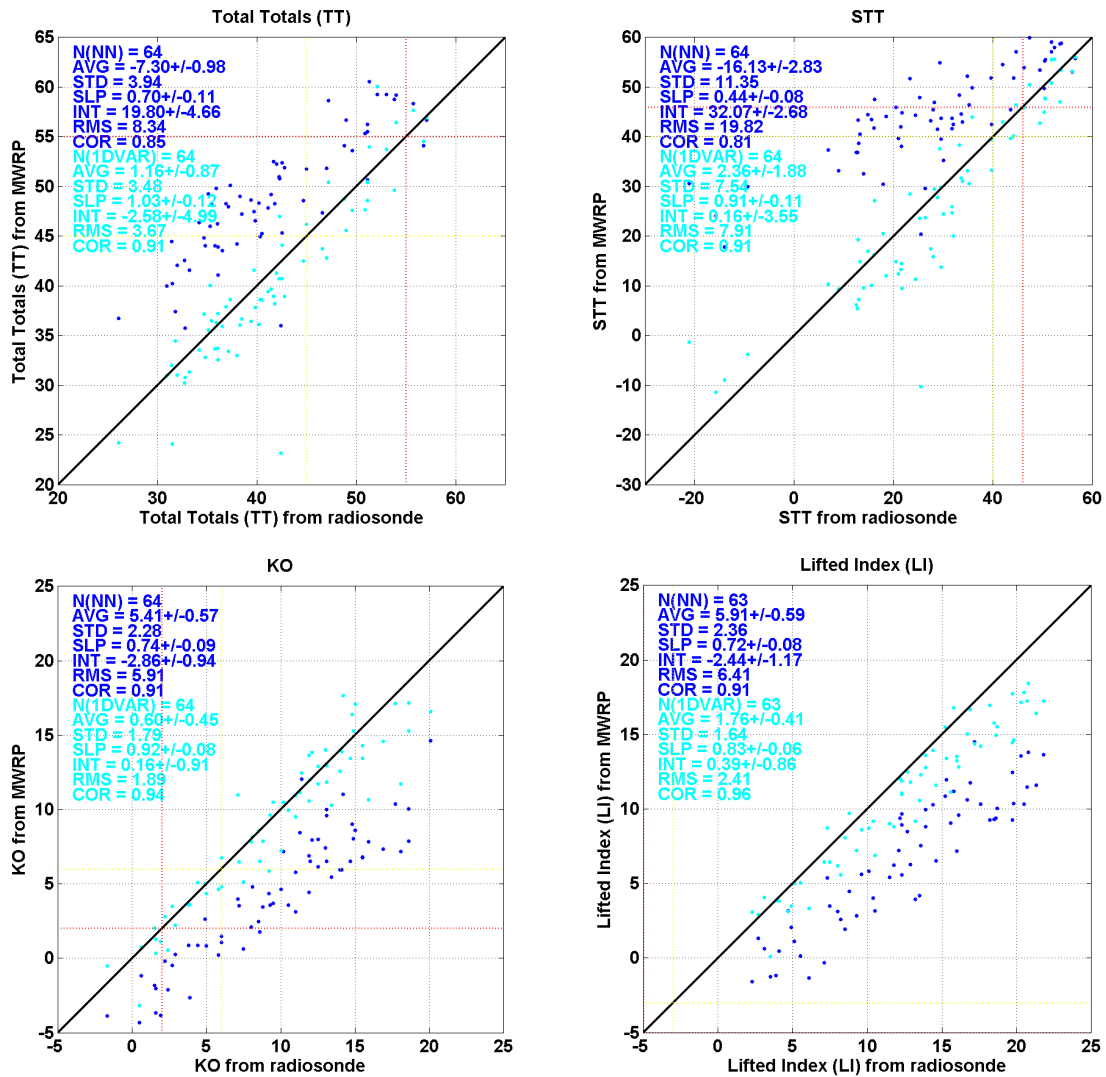 Total Totals (TT)
65
60
55
50
45
40
35
30
25
20
N(NN) = 64
AVG = -7.30+/-0.98
STD = 3.94
SLP = 0.70+/-0.11
INT = 19.80+/-4.66
RMS = 8.34
COR = 0.85
N(1DVAR) = 64
AVG = 1.16+/-0.87
STD = 3.48
SLP = 1.03+/-0.12
INT = -2.58+/-4.99
RMS = 3.67
COR = 0.91
Total Totals (TT) from MWRP
20 30 40 50 60
Total Totals (TT) from radiosonde
STT
60
50
40
30
20
10
0
-10
-20
-30
N(NN) = 64
AVG = -16.13+/-2.83
STD = 11.35
SLP = 0.44+/-0.08
INT = 32.07+/-2.68
RMS = 19.82
COR = 0.81
N(1DVAR) = 64
AVG = 2.36+/-1.88
STD = 7.54
SLP = 0.91+/-0.11
INT = 0.16+/-3.55
RMS = 7.91
COR = 0.91
STT from MWRP
-20 0 20 40 60
STT from radiosonde
KO
25
20
15
10
5
0
-5
N(NN) = 64
AVG = 5.41+/-0.57
STD = 2.28
SLP = 0.74+/-0.09
INT = -2.86+/-0.94
RMS = 5.91
COR = 0.91
N(1DVAR) = 64
AVG = 0.60+/-0.45
STD = 1.79
SLP = 0.92+/-0.08
INT = 0.16+/-0.91
RMS = 1.89
COR = 0.94
KO from MWRP
-5 0 5 10 15 20 25
KO from radiosonde
Lifted Index (LI)
25
20
15
10
5
0
-5
N(NN) = 63
AVG = 5.91+/-0.59
STD = 2.36
SLP = 0.72+/-0.08
INT = -2.44+/-1.17
RMS = 6.41
COR = 0.91
N(1DVAR) = 63
AVG = 1.76+/-0.41
STD = 1.64
SLP = 0.83+/-0.06
INT = 0.39+/-0.86
RMS = 2.41
COR = 0.96
Lifted Index (LI) from MWRP
-5 0 5 10 15 20 25
Lifted Index (LI) from radiosonde